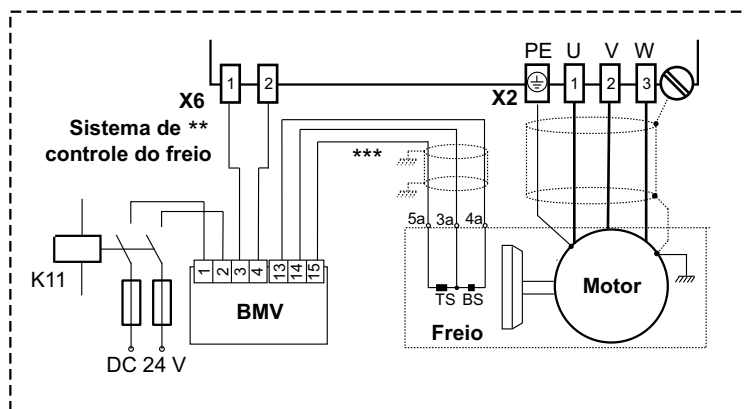 PE U V W
1 2 1 2 3
X6 X2
Sistema de **
controle do freio
***
5a 3a 4a
K11
1 2 3 4 13 14 15
BMV
TS BS
Motor
Freio
DC 24 V